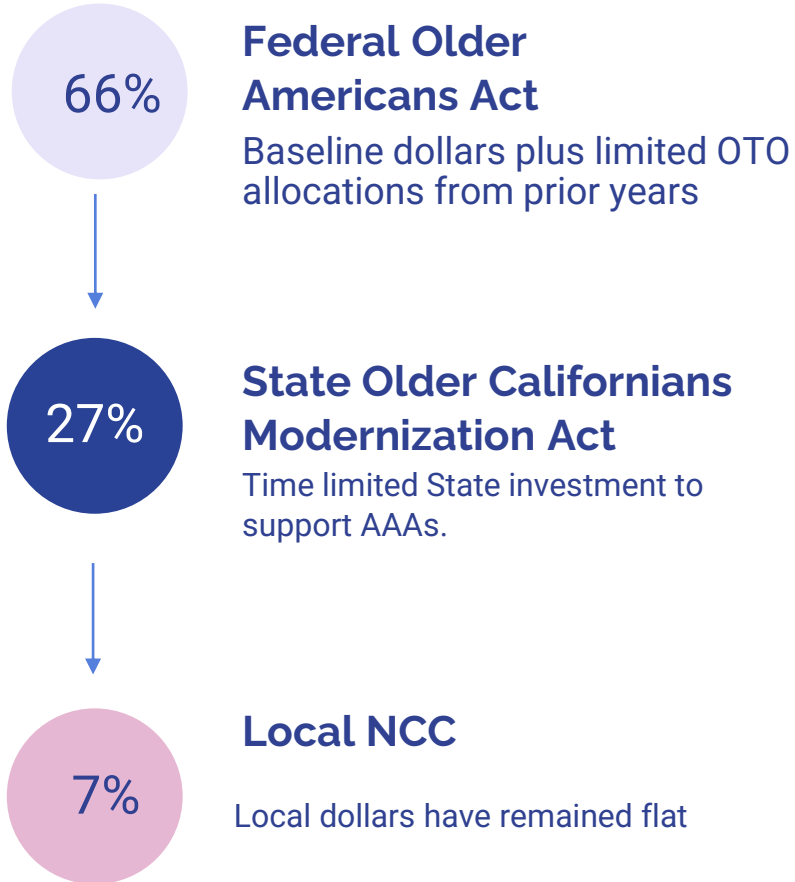 66%
Federal Older
Americans Act
Baseline dollars plus limited OTO
allocations from prior years
27%
State Older Californians
Modernization Act
Time limited State investment to
support AAAs.
7%
Local NCC
Local dollars have remained flat